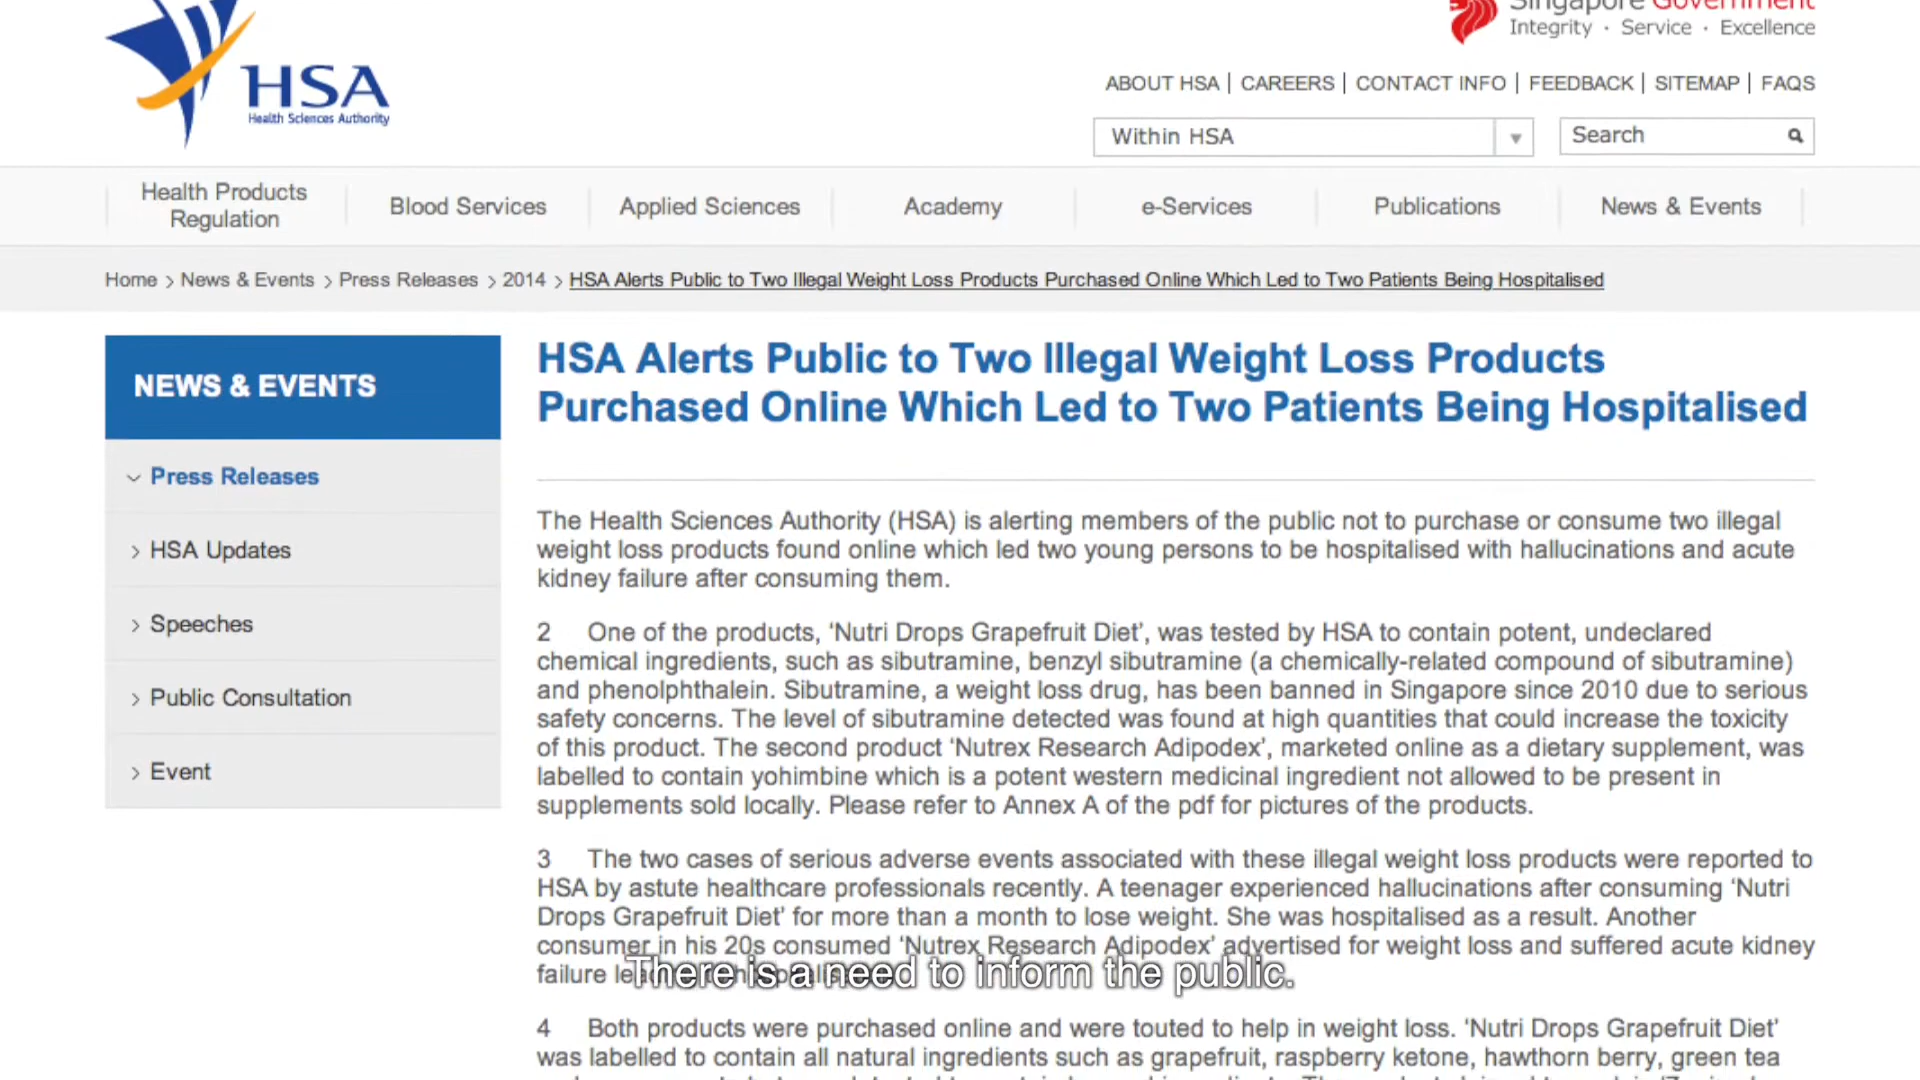 Singapore Government
Integrity · Service · Excellence
HSA
Health Sciences Authority
ABOUT HSA | CAREERS | CONTACT INFO | FEEDBACK | SITEMAP | FAQS
Within HSA
Search
Health Products
Regulation
Blood Services
Applied Sciences
Academy
e-Services
Publications
News & Events
Home > News & Events > Press Releases > 2014 > HSA Alerts Public to Two Illegal Weight Loss Products Purchased Online Which Led to Two Patients Being Hospitalised
NEWS & EVENTS
Press Releases
HSA Updates
Speeches
Public Consultation
Event
HSA Alerts Public to Two Illegal Weight Loss Products
Purchased Online Which Led to Two Patients Being Hospitalised
The Health Sciences Authority (HSA) is alerting members of the public not to purchase or consume two illegal
weight loss products found online which led two young persons to be hospitalised with hallucinations and acute
kidney failure after consuming them.
2 One of the products, ‘Nutri Drops Grapefruit Diet’, was tested by HSA to contain potent, undeclared
chemical ingredients, such as sibutramine, benzyl sibutramine (a chemically-related compound of sibutramine)
and phenolphthalein. Sibutramine, a weight loss drug, has been banned in Singapore since 2010 due to serious
safety concerns. The level of sibutramine detected was found at high quantities that could increase the toxicity
of this product. The second product ‘Nutrex Research Adipodex’, marketed online as a dietary supplement, was
labelled to contain yohimbine which is a potent western medicinal ingredient not allowed to be present in
supplements sold locally. Please refer to Annex A of the pdf for pictures of the products.
3 The two cases of serious adverse events associated with these illegal weight loss products were reported to
HSA by astute healthcare professionals recently. A teenager experienced hallucinations after consuming ‘Nutri
Drops Grapefruit Diet’ for more than a month to lose weight. She was hospitalised as a result. Another
consumer in his 20s consumed ‘Nutrex Research Adipodex’ advertised for weight loss and suffered acute kidney
failure
There is a need to inform the public.
4 Both products were purchased online and were touted to help in weight loss. ‘Nutri Drops Grapefruit Diet’
was labelled to contain all natural ingredients such as grapefruit, raspberry ketone, hawthorn berry, green tea